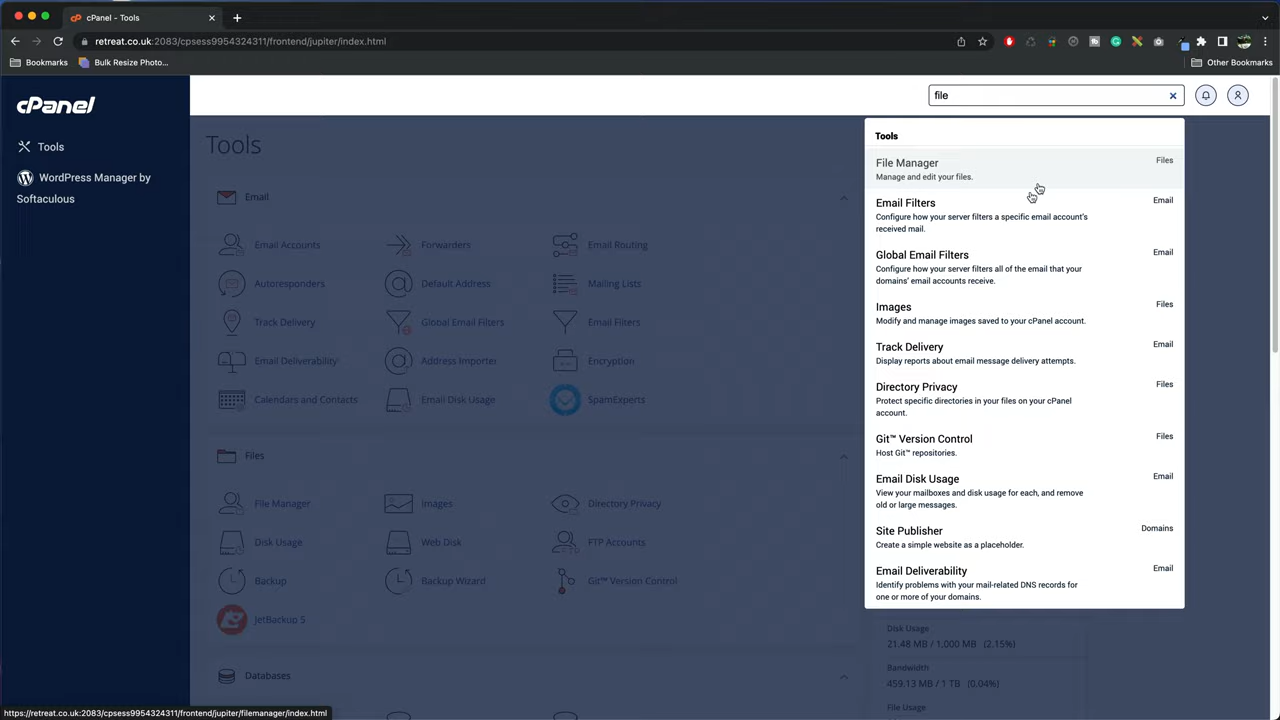 cPanel - Tools
retreat.co.uk:2083/cpsess9954324311/frontend/jupiter/index.html
Bookmarks
Bulk Resize Photo...
Other Bookmarks
cPanel
file
Tools
WordPress Manager by
Softaculous
Tools
Email
Email Accounts
Forwarders
Email Routing
Autoresponders
Default Address
Mailing Lists
Track Delivery
Global Email Filters
Email Filters
Email Deliverability
Address Importer
Encryption
Calendars and Contacts
Email Disk Usage
SpamExperts
Files
File Manager
Images
Directory Privacy
Disk Usage
Web Disk
FTP Accounts
Backup
Backup Wizard
Git™ Version Control
JetBackup 5
Databases
Tools
File Manager
Files
Manage and edit your files.
Email Filters
Email
Configure how your server filters a specific email account's
received mail.
Global Email Filters
Email
Configure how your server filters all of the email that your
domains' email accounts receive.
Images
Files
Modify and manage images saved to your cPanel account.
Track Delivery
Email
Display reports about email message delivery attempts.
Directory Privacy
Files
Protect specific directories in your files on your cPanel
account.
Git™ Version Control
Files
Host Git™ repositories.
Email Disk Usage
Email
View your mailboxes and disk usage for each, and remove
old or large messages.
Site Publisher
Domains
Create a simple website as a placeholder.
Email Deliverability
Email
Identify problems with your mail-related DNS records for
one or more of your domains.
Disk Usage
21.48 MB / 1,000 MB (2.15%)
Bandwidth
459.13 MB / 1 TB (0.04%)
File Usage
https://retreat.co.uk:2083/cpsess9954324311/frontend/jupiter/filemanager/index.html